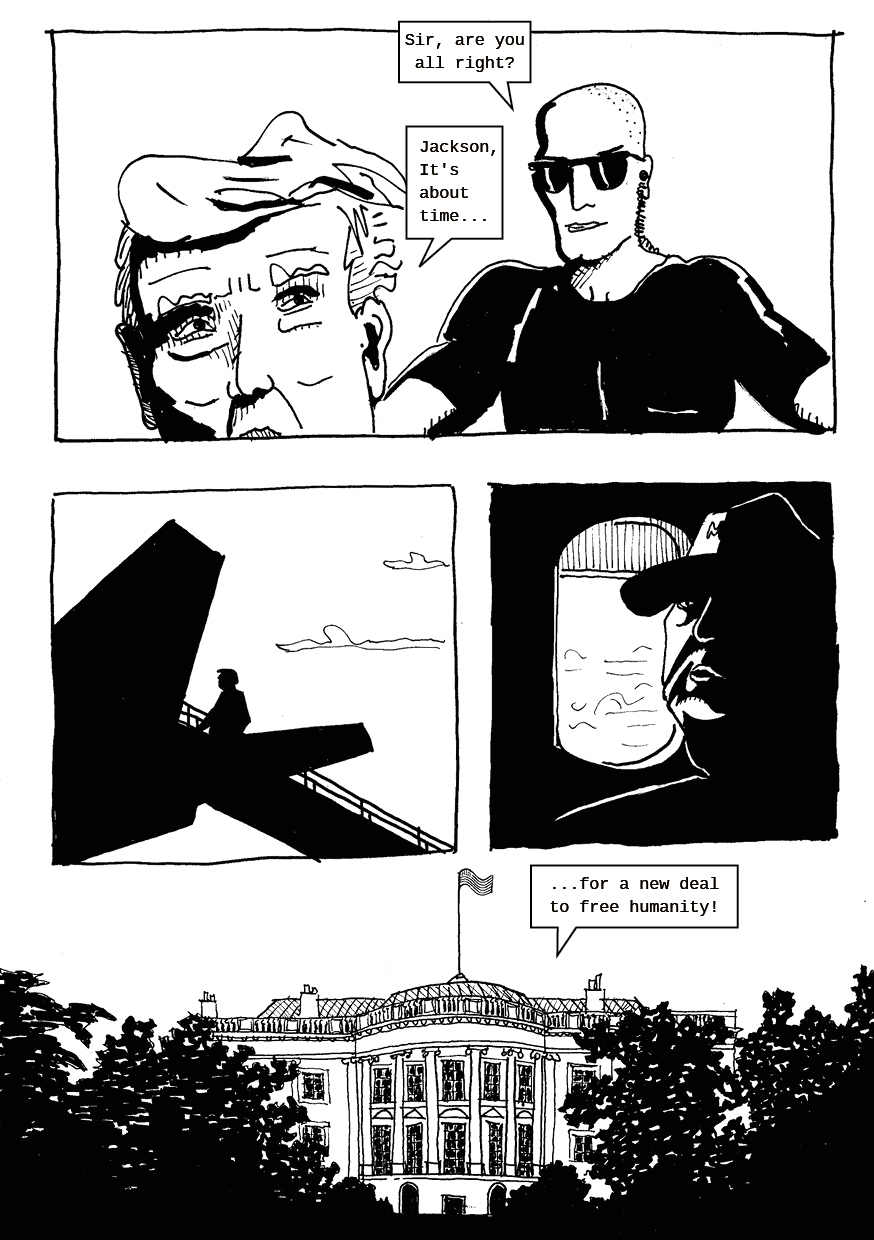 Sir, are you
all right?
Jackson,
It's
about
time...
M
...for a new deal
to free humanity!